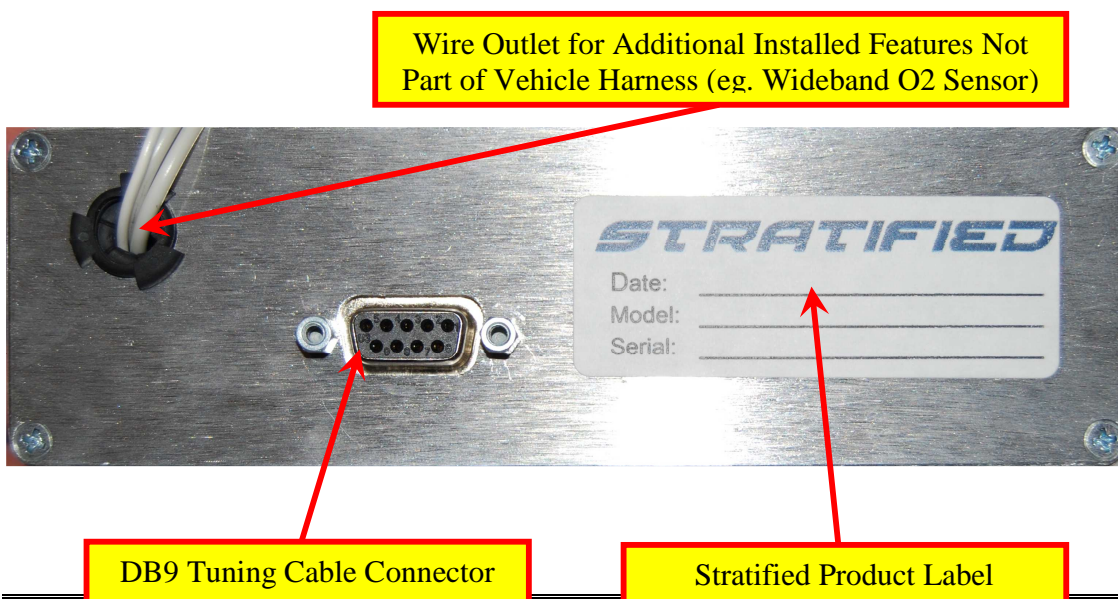 Wire Outlet for Additional Installed Features Not
Part of Vehicle Harness (eg. Wideband O2 Sensor)
STRATIFIED
Date:
Model:
Serial:
DB9 Tuning Cable Connector
Stratified Product Label